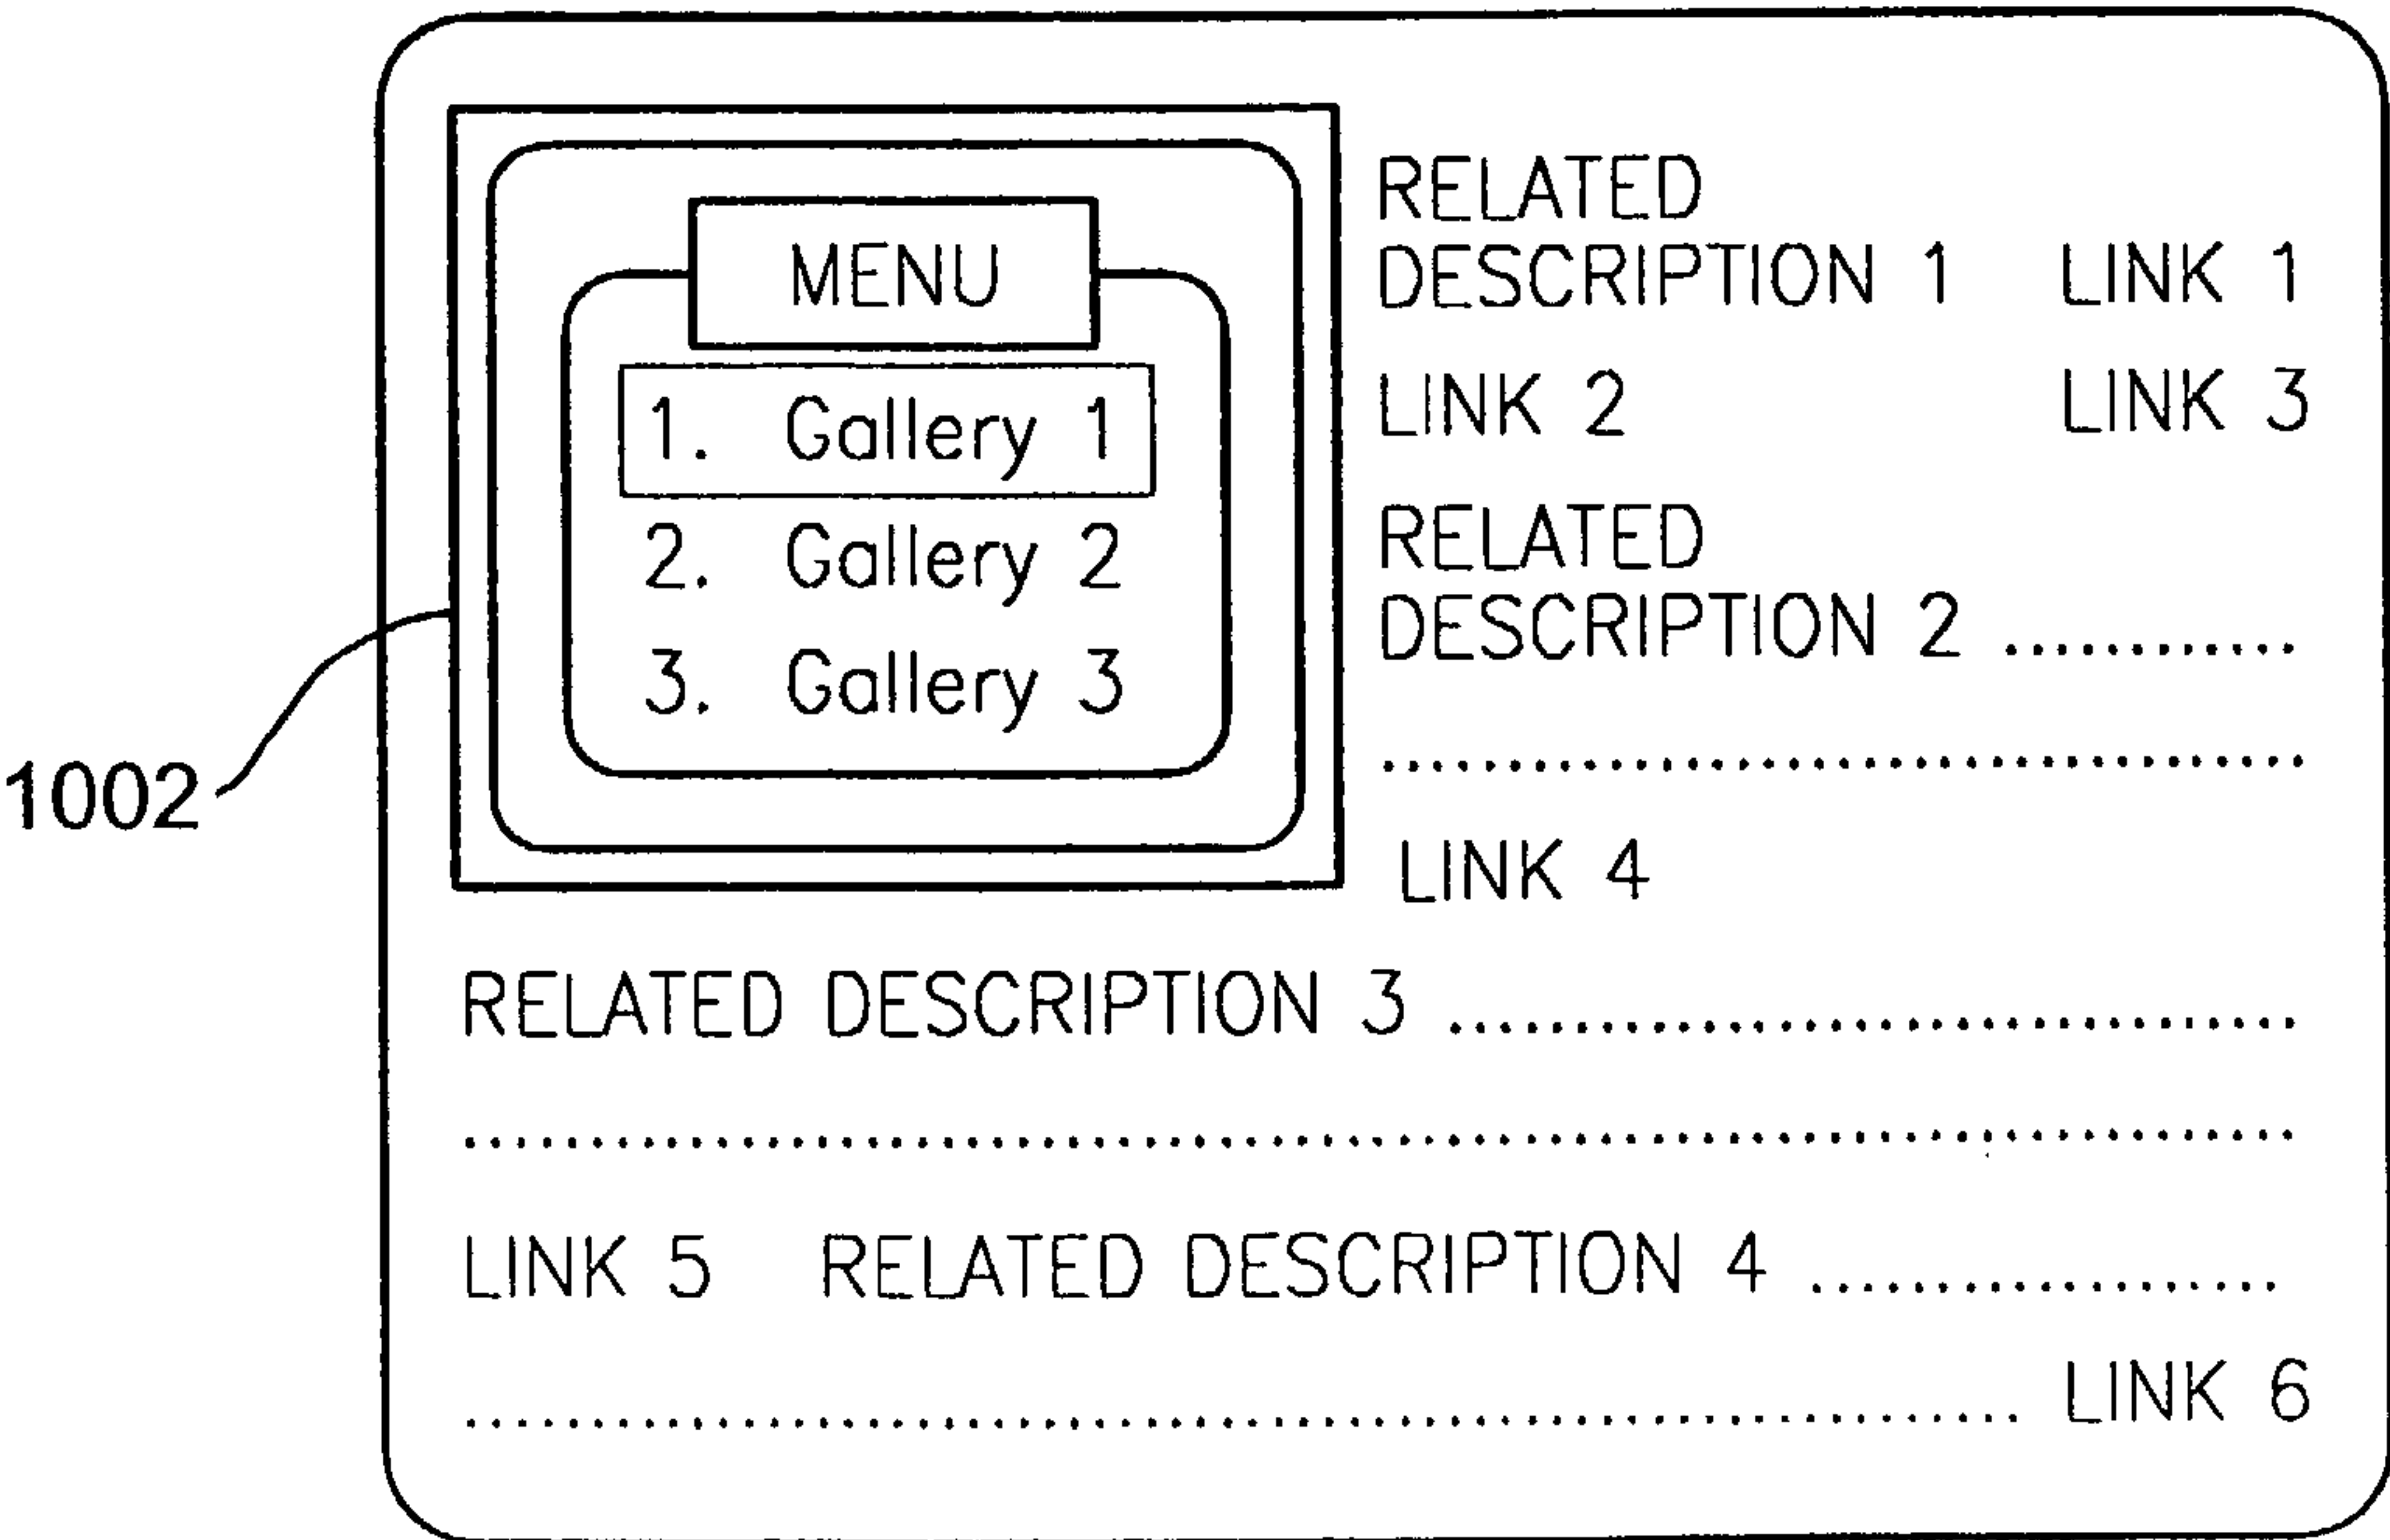 MENU
1. Gallery 1
2. Gallery 2
3. Gallery 3
1002
RELATED
DESCRIPTION 1 LINK 1
LINK 2 LINK 3
RELATED
DESCRIPTION 2 ............
.....................................
LINK 4
RELATED DESCRIPTION 3 ..................................
.........................................................................
LINK 5 RELATED DESCRIPTION 4 ...................
.............................................................. LINK 6